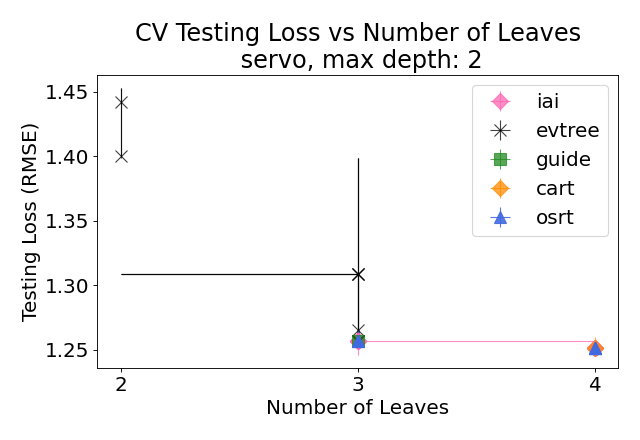 CV Testing Loss vs Number of Leaves
servo, max depth: 2
Testing Loss (RMSE)
1.45
1.40
1.35
1.30
1.25
iai
evtree
guide
cart
osrt
2
3
4
Number of Leaves